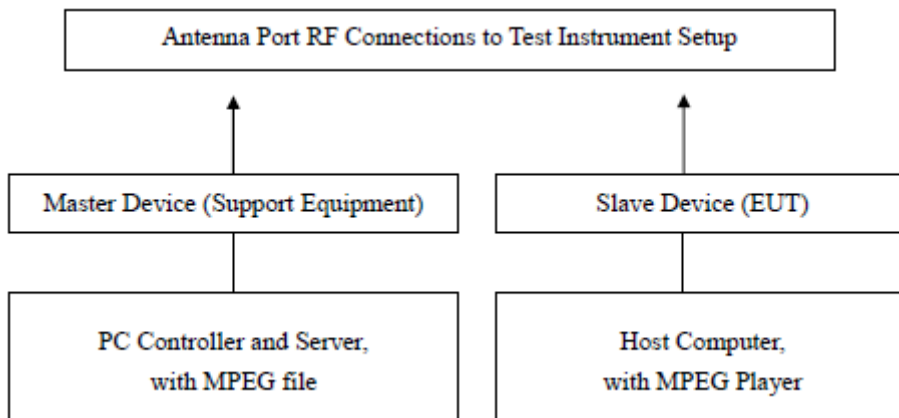 Antenna Port RF Connections to Test Instrument Setup
Master Device (Support Equipment)
Slave Device (EUT)
PC Controller and Server,
with MPEG file
Host Computer,
with MPEG Player